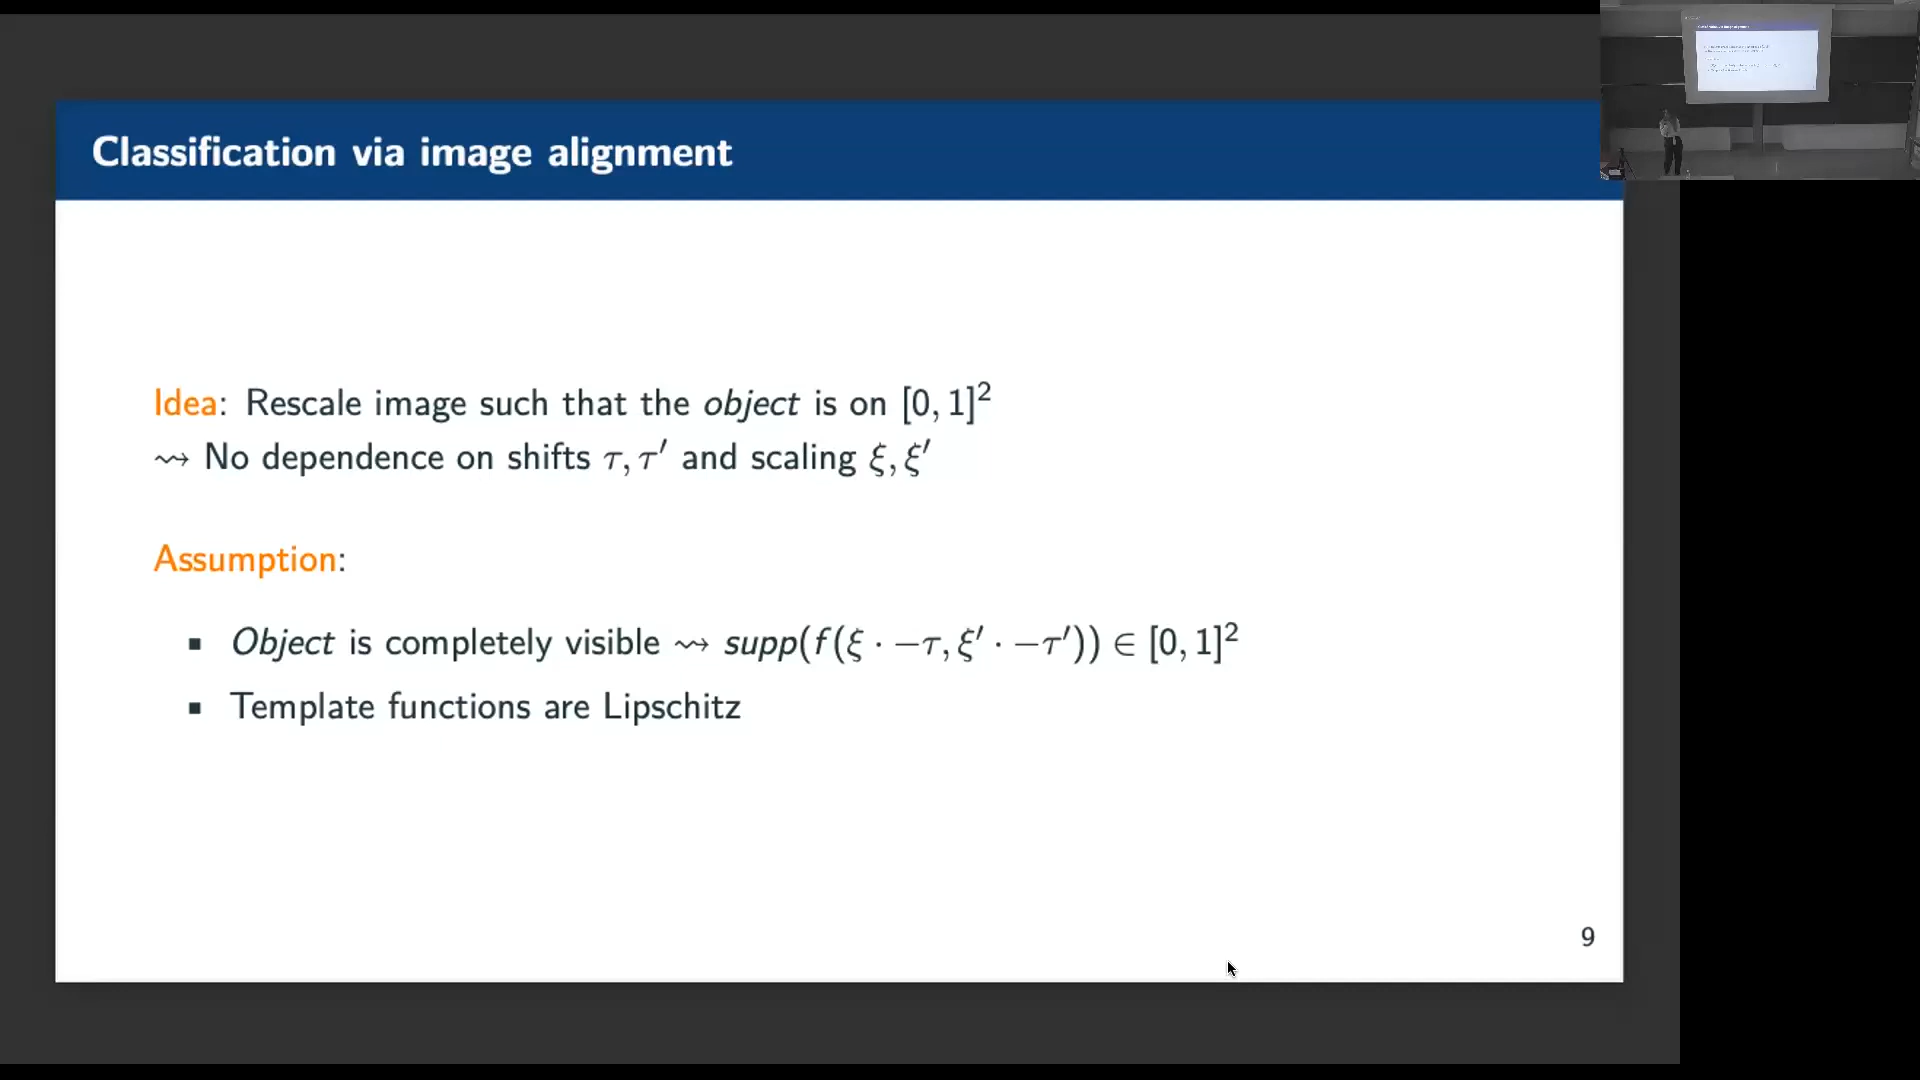 Classification via image alignment
Idea: Rescale image such that the object is on [0, 1]²
⇝ No dependence on shifts τ, τ′ and scaling ξ, ξ′
Assumption:
▪ Object is completely visible ⇝ supp(f(ξ · −τ, ξ′ · −τ′)) ∈ [0, 1]²
▪ Template functions are Lipschitz
9